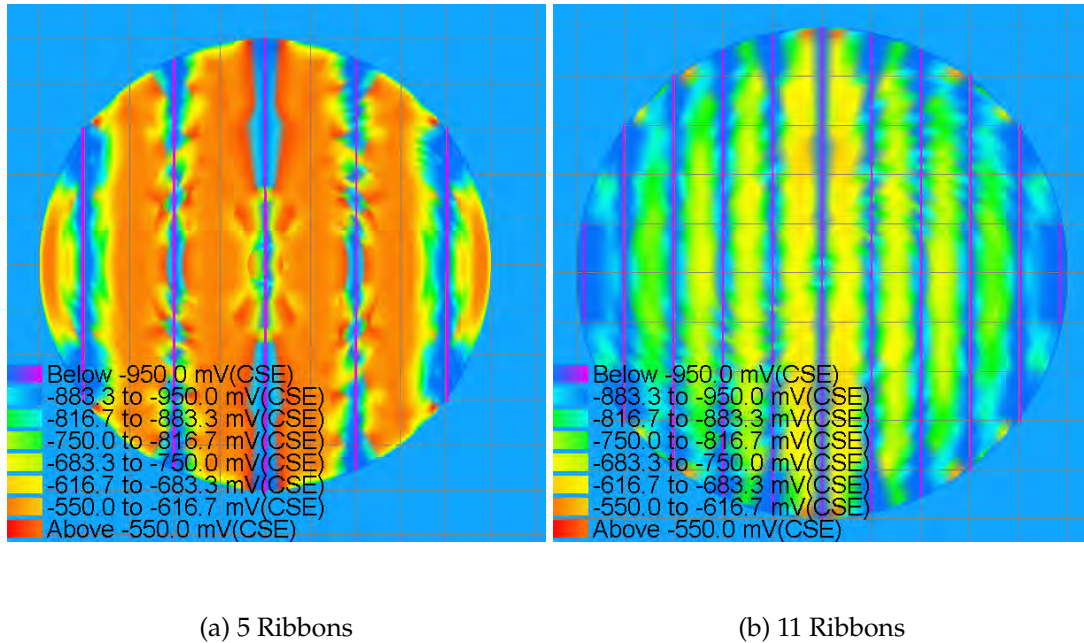 Below -950.0 mV(CSE)
-883.3 to -950.0 mV(CSE)
-816.7 to -883.3 mV(CSE)
-750.0 to -816.7 mV(CSE)
-683.3 to -750.0 mV(CSE)
-616.7 to -683.3 mV(CSE)
-550.0 to -616.7 mV(CSE)
Above -550.0 mV(CSE)
Below -950.0 mV(CSE)
-883.3 to -950.0 mV(CSE)
-816.7 to -883.3 mV(CSE)
-750.0 to -816.7 mV(CSE)
-683.3 to -750.0 mV(CSE)
-616.7 to -683.3 mV(CSE)
-550.0 to -616.7 mV(CSE)
Above -550.0 mV(CSE)
(a) 5 Ribbons
(b) 11 Ribbons